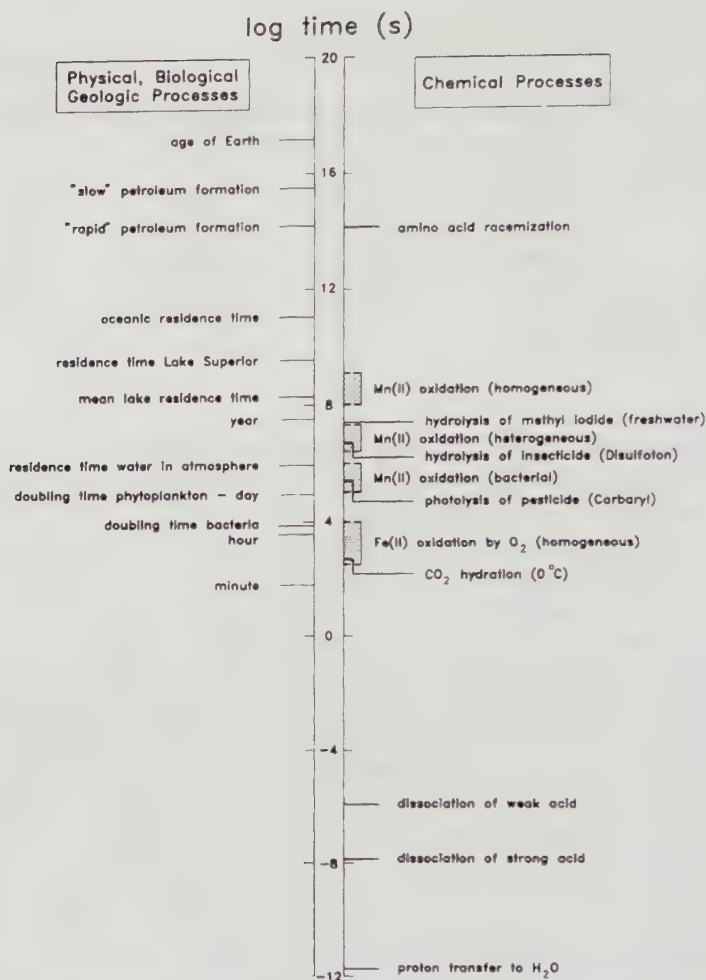 log time (s)
Physical, Biological
Geologic Processes
Chemical Processes
20
16
12
8
4
0
-4
-8
-12
age of Earth
"slow" petroleum formation
"rapid" petroleum formation
oceanic residence time
residence time Lake Superior
mean lake residence time
year
residence time water in atmosphere
doubling time phytoplankton – day
doubling time bacteria
hour
minute
amino acid racemization
Mn(II) oxidation (homogeneous)
hydrolysis of methyl iodide (freshwater)
Mn(II) oxidation (heterogeneous)
hydrolysis of insecticide (Disulfoton)
Mn(II) oxidation (bacterial)
photolysis of pesticide (Carbaryl)
Fe(II) oxidation by O₂ (homogeneous)
CO₂ hydration (0°C)
dissociation of weak acid
dissociation of strong acid
proton transfer to H₂O